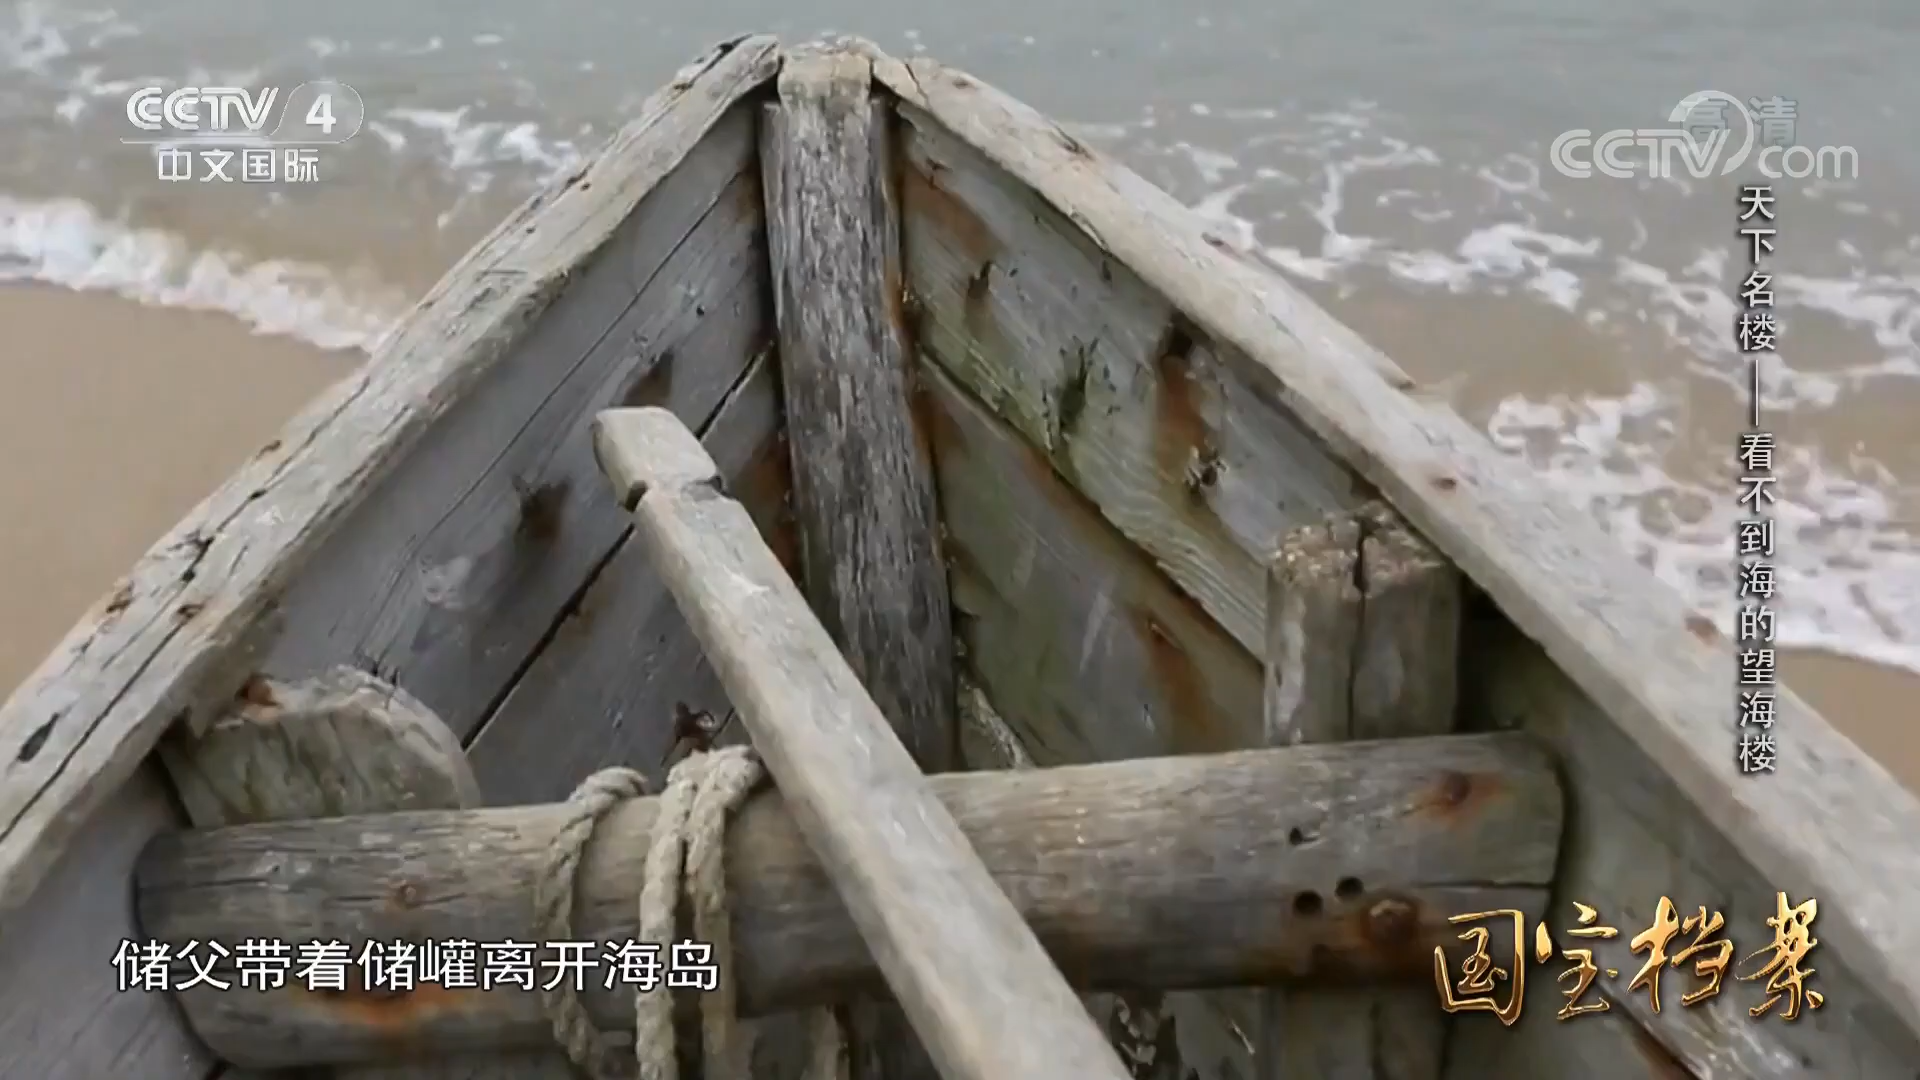 CCTV 4
中文国际
高清
CCTV.com
天下名楼——看不到海的望海楼
储父带着储巏离开海岛
国宝档案